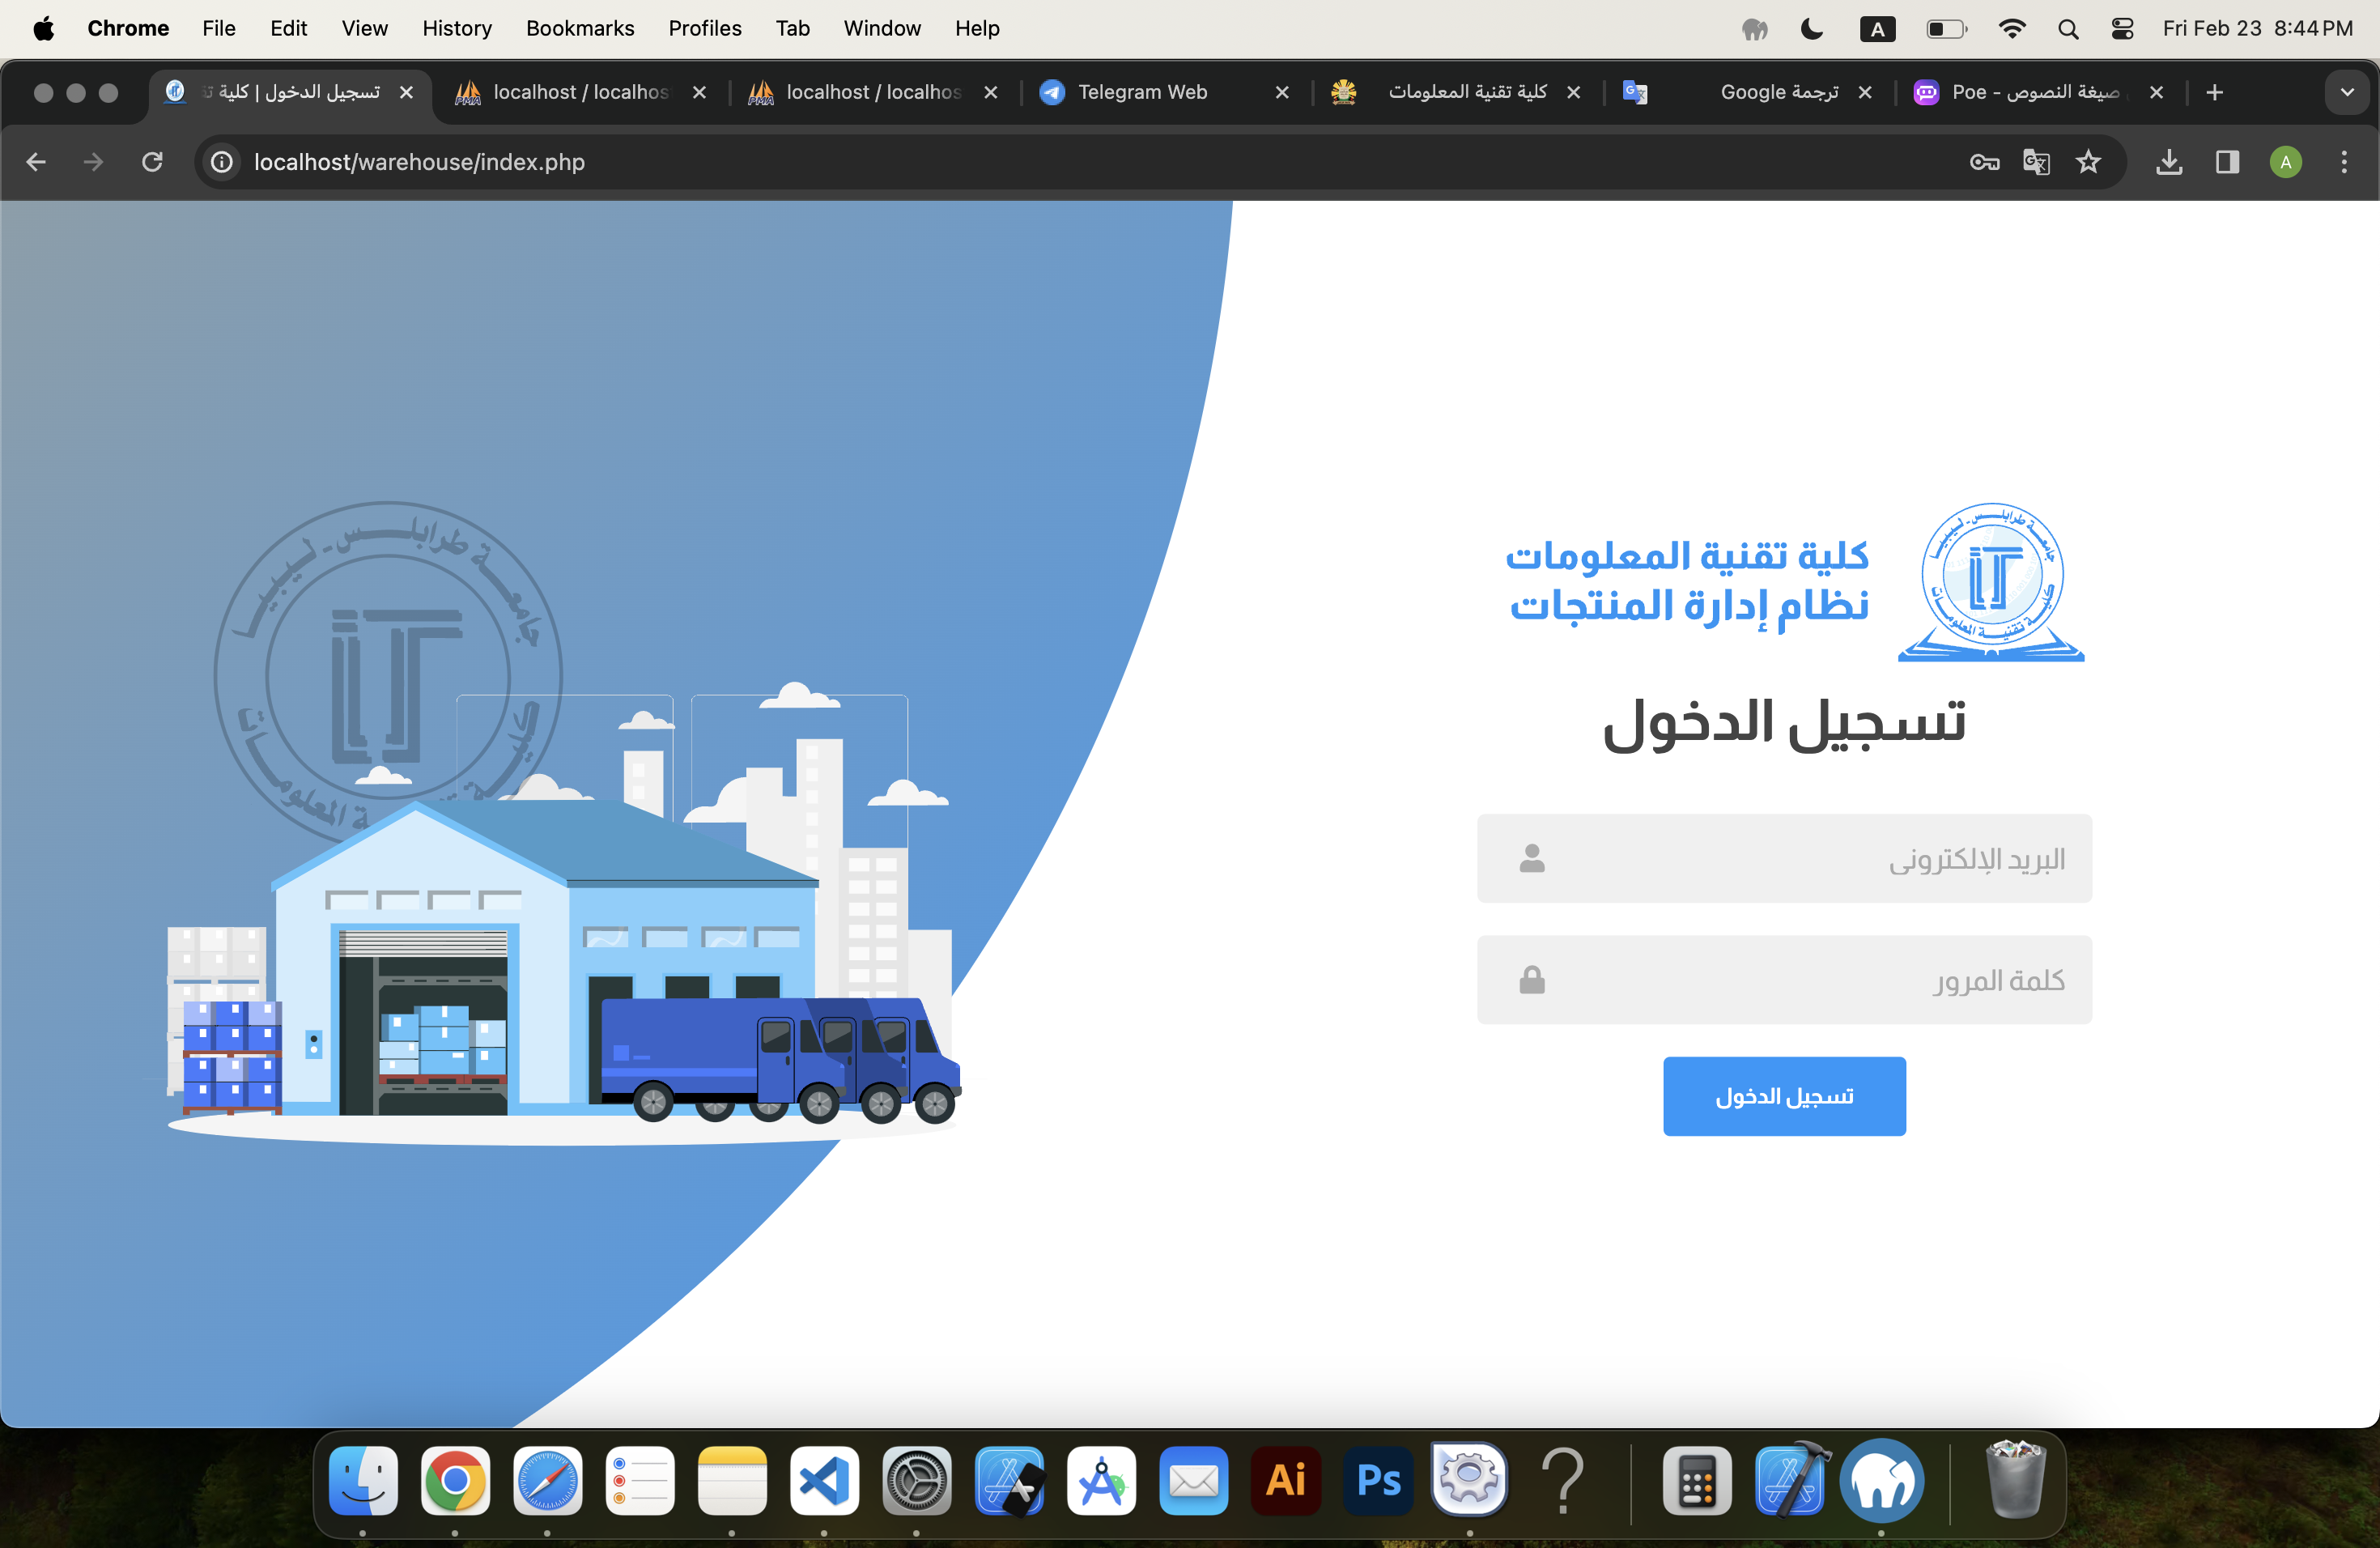 Chrome File Edit View History Bookmarks Profiles Tab Window Help A Fri Feb 23 8:44 PM
تسجيل الدخول | كلية
localhost / localhos
localhost / localhos
Telegram Web
كلية تقنية المعلومات
ترجمة Google
Poe - صيغة النصوص
localhost/warehouse/index.php
A
جامعة طرابلس - ليبيا
كلية تقنية المعلومات
IT
كلية تقنية المعلومات
نظام إدارة المنتجات
جامعة طرابلس - ليبيا
IT
تسجيل الدخول
البريد الإلكتروني
كلمة المرور
تسجيل الدخول
Ai
Ps